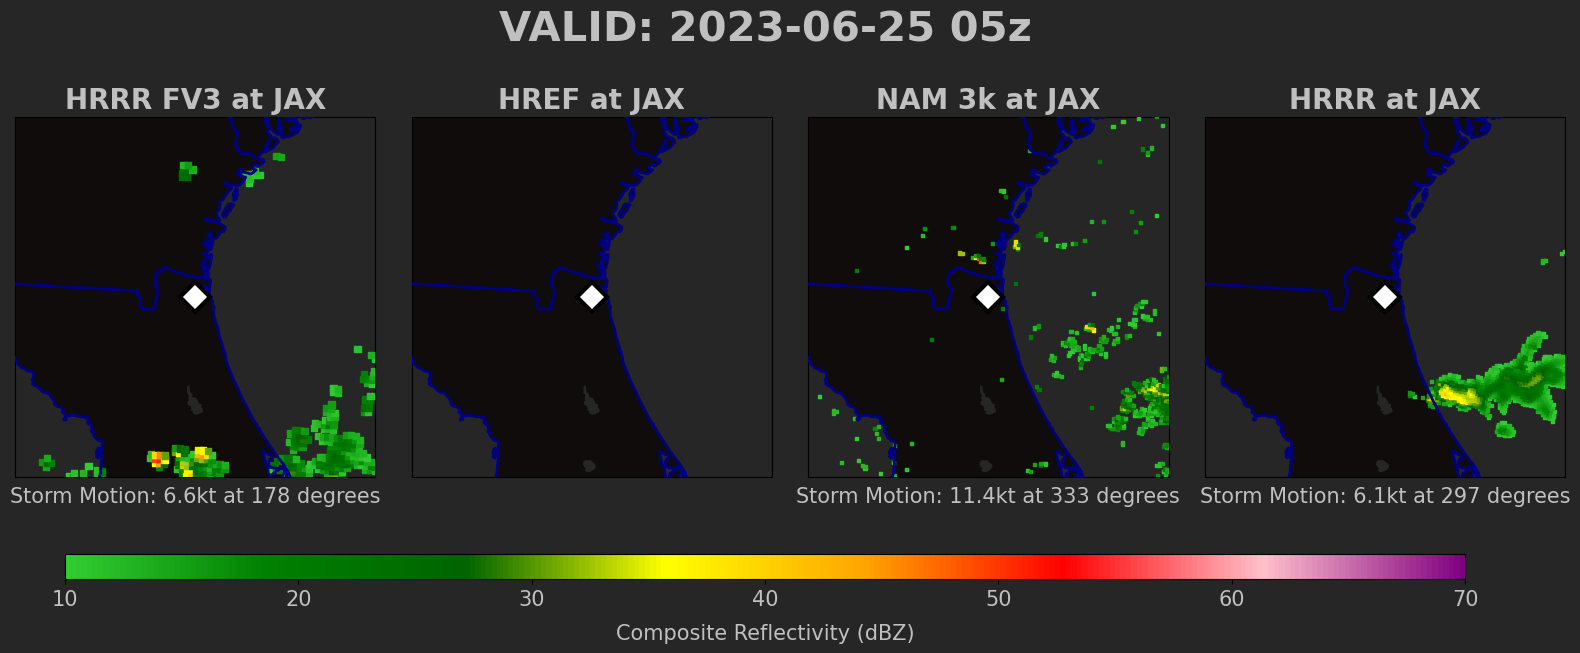 VALID: 2023-06-25 05z
HRRR FV3 at JAX
HREF at JAX
NAM 3k at JAX
HRRR at JAX
Storm Motion: 6.6kt at 178 degrees
Storm Motion: 11.4kt at 333 degrees
Storm Motion: 6.1kt at 297 degrees
10 20 30 40 50 60 70
Composite Reflectivity (dBZ)